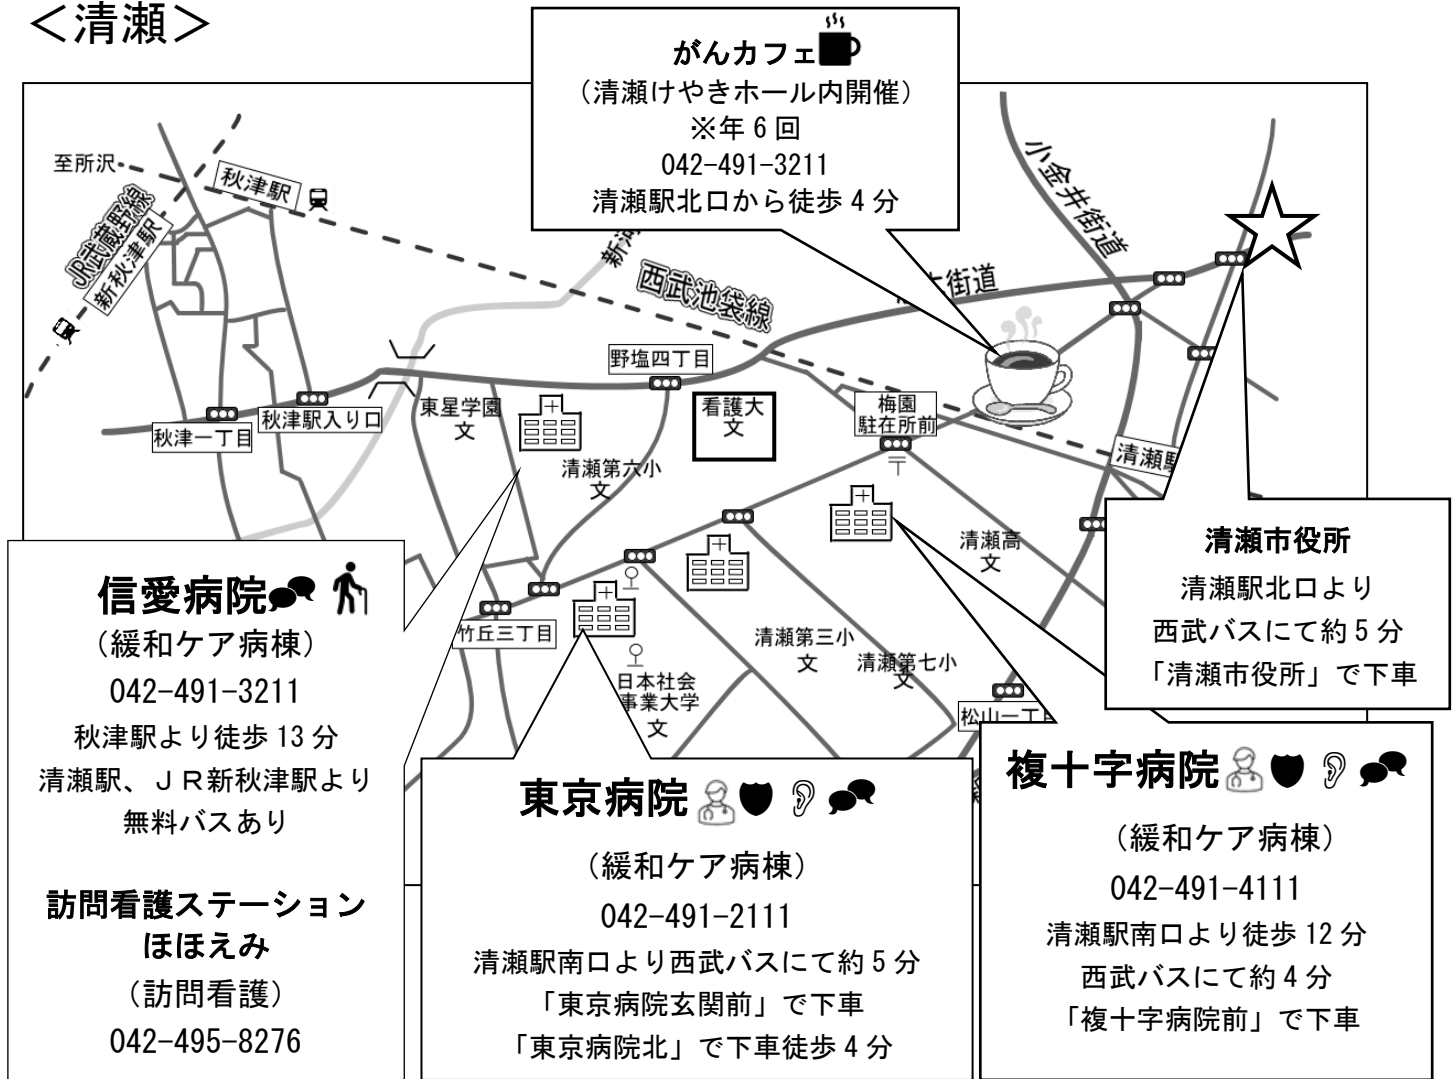 ＜清瀬＞
がんカフェ
（清瀬けやきホール内開催）
※年６回
042-491-3211
清瀬駅北口から徒歩４分
至所沢
秋津駅
JR武蔵野線
新秋津駅
西武池袋線
街道
小金井街道
野塩四丁目
秋津駅入り口
秋津一丁目
東星学園
文
清瀬第六小
文
看護大
文
梅園
駐在所前
〒
清瀬駅
清瀬高
文
竹丘三丁目
清瀬第三小
文
清瀬第七小
文
日本社会
事業大学
文
松山一丁目
清瀬市役所
清瀬駅北口より
西武バスにて約５分
「清瀬市役所」で下車
信愛病院
（緩和ケア病棟）
042-491-3211
秋津駅より徒歩 13 分
清瀬駅、ＪＲ新秋津駅より
無料バスあり
訪問看護ステーション
ほほえみ
（訪問看護）
042-495-8276
東京病院
（緩和ケア病棟）
042-491-2111
清瀬駅南口より西武バスにて約５分
「東京病院玄関前」で下車
「東京病院北」で下車徒歩４分
複十字病院
（緩和ケア病棟）
042-491-4111
清瀬駅南口より徒歩 12 分
西武バスにて約４分
「複十字病院前」で下車